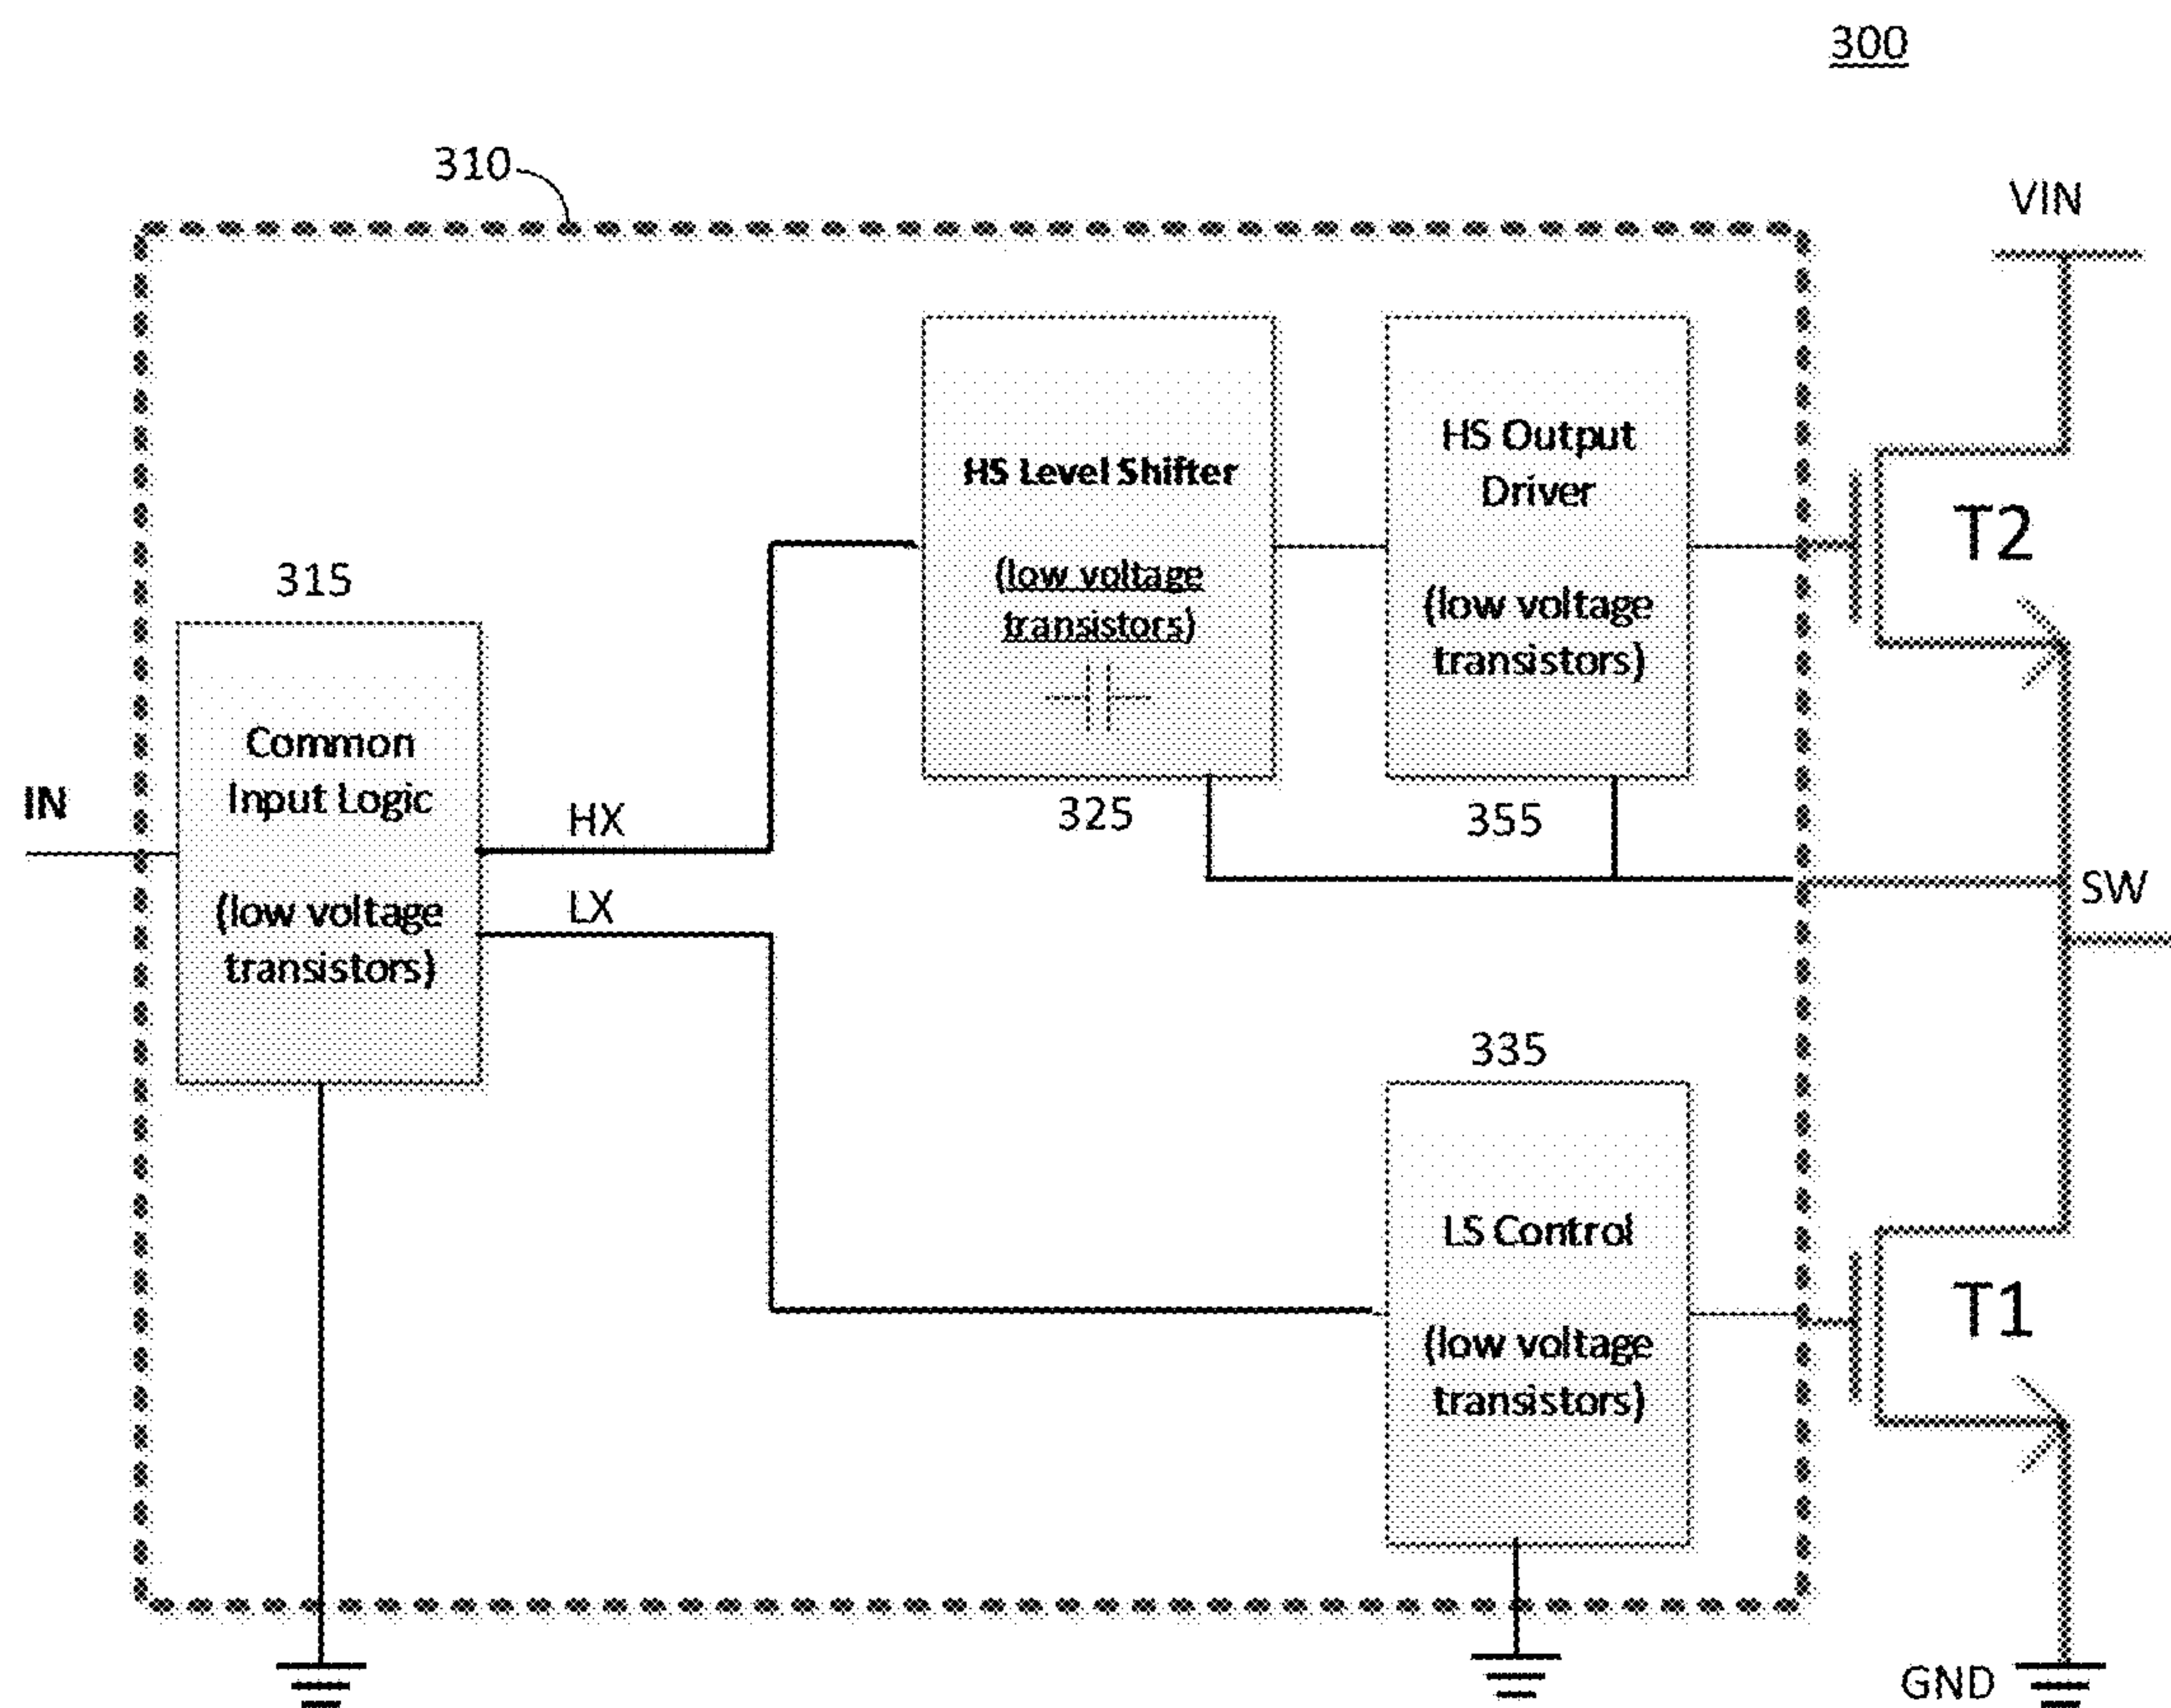 300
310
VIN
HS Level Shifter
(low voltage
transistors)
325
HS Output
Driver
(low voltage
transistors)
355
T2
315
Common
Input Logic
(low voltage
transistors)
IN
HX
LX
SW
335
LS Control
(low voltage
transistors)
T1
GND